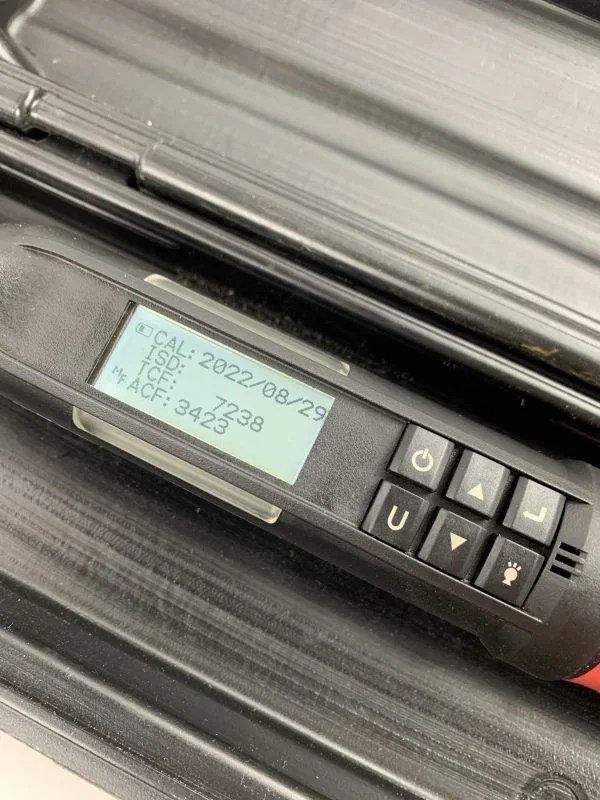 CAL: 2022/08/29
ISD:
TCF: 7238
ACF: 3423
U